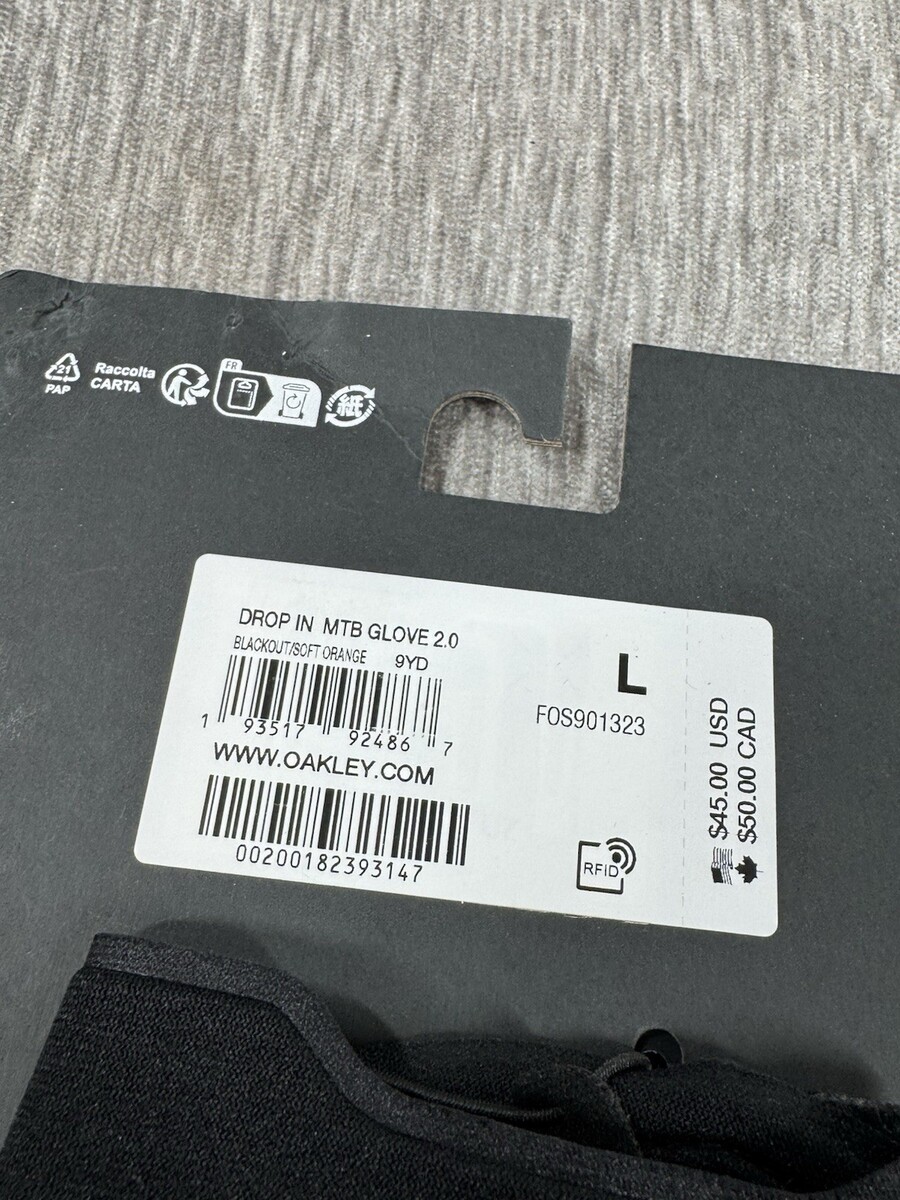 21
PAP
Raccolta
CARTA
FR
紙
DROP IN MTB GLOVE 2.0
BLACKOUT/SOFT ORANGE 9YD
1 93517 92486 7
WWW.OAKLEY.COM
00200182393147
L
FOS901323
RFID
$45.00 USD
$50.00 CAD